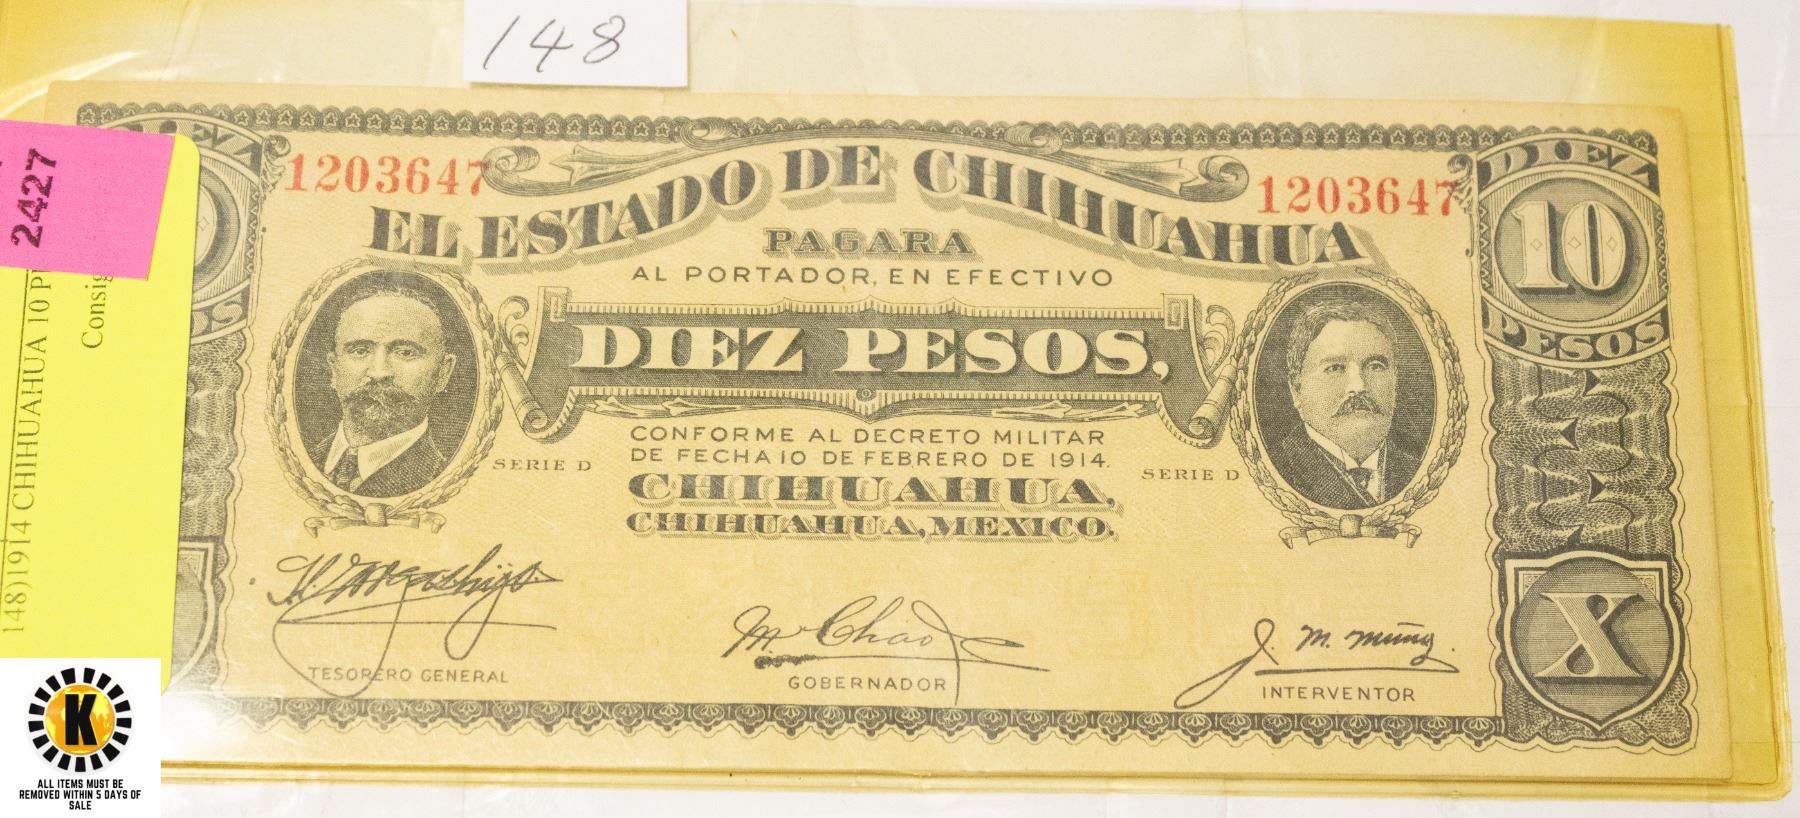 148
2427
148)1914 CHIHUAHUA 10
DIEZ
1203647
EL ESTADO DE CHIHUAHUA
1203647
DIEZ
10
PESOS
PAGARA
AL PORTADOR, EN EFECTIVO
DIEZ PESOS,
CONFORME AL DECRETO MILITAR
DE FECHA 10 DE FEBRERO DE 1914.
SERIE D
SERIE D
CHIHUAHUA,
CHIHUAHUA, MEXICO.
TESORERO GENERAL
GOBERNADOR
J. M. Muñoz
INTERVENTOR
X
K
ALL ITEMS MUST BE
REMOVED WITHIN 5 DAYS OF
SALE